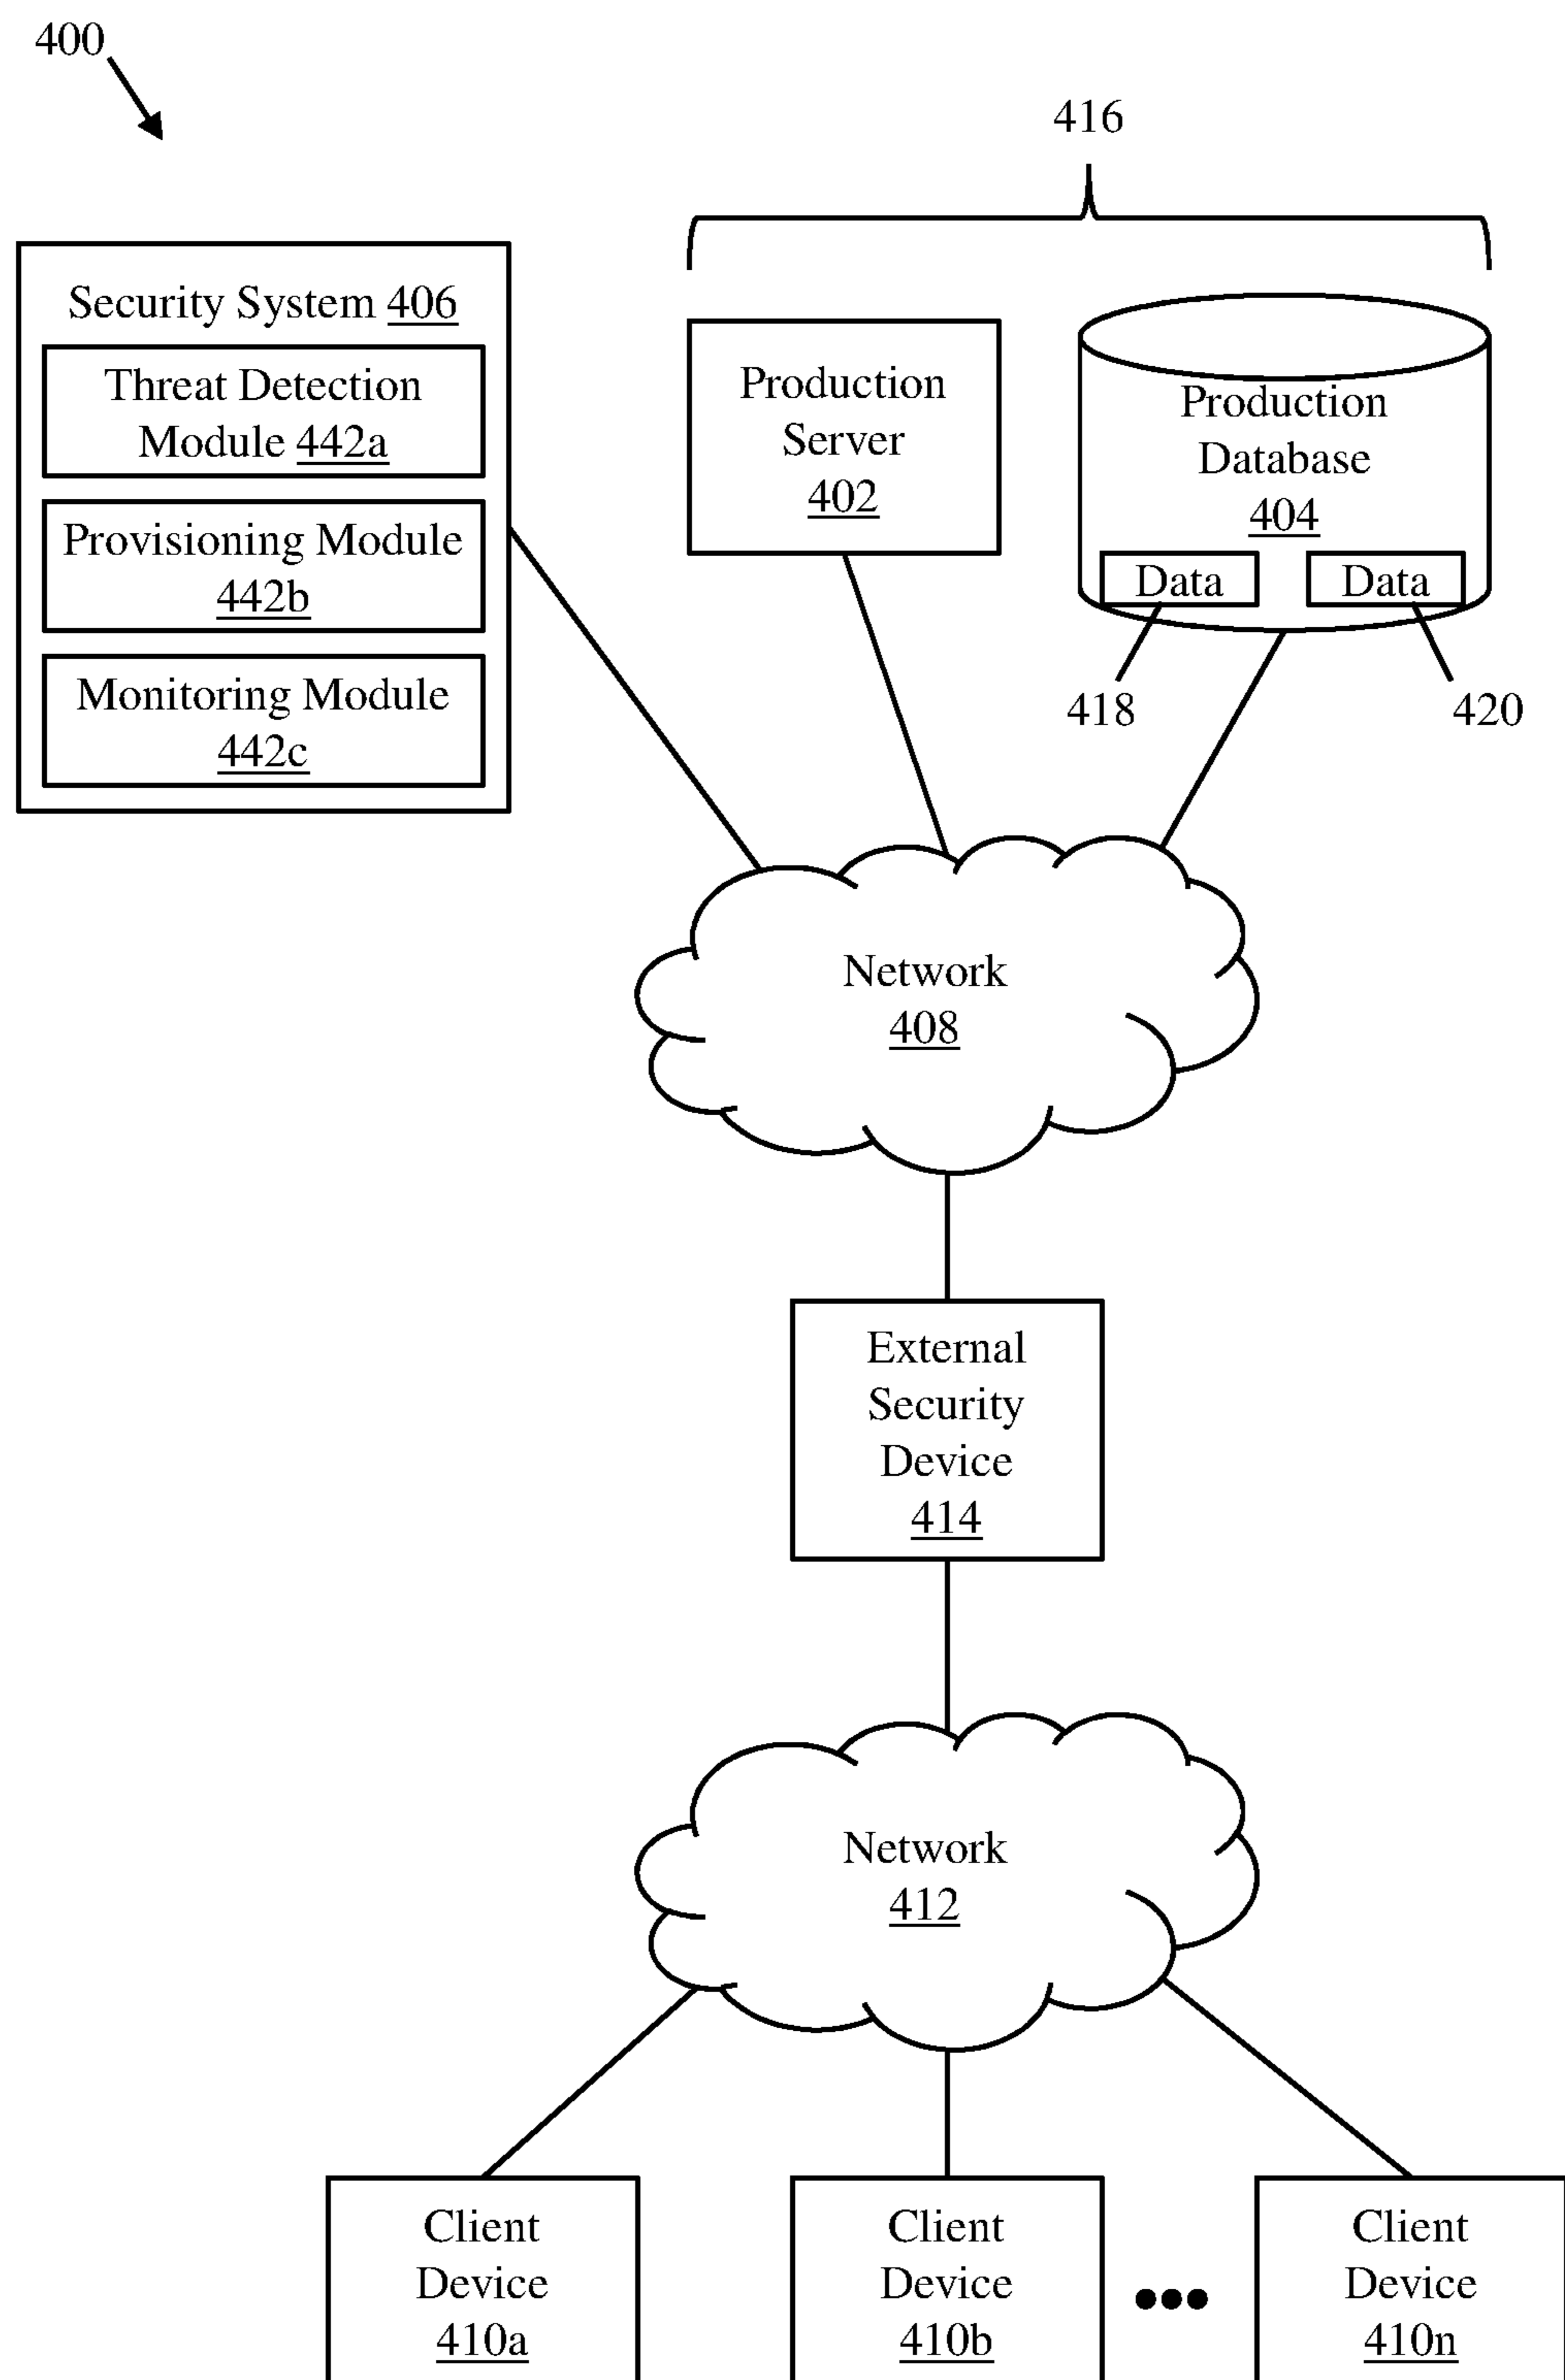 400
416
Security System 406
Threat Detection
Module 442a
Provisioning Module
442b
Monitoring Module
442c
Production
Server
402
Production
Database
404
Data
Data
418
420
Network
408
External
Security
Device
414
Network
412
Client
Device
410a
Client
Device
410b
Client
Device
410n